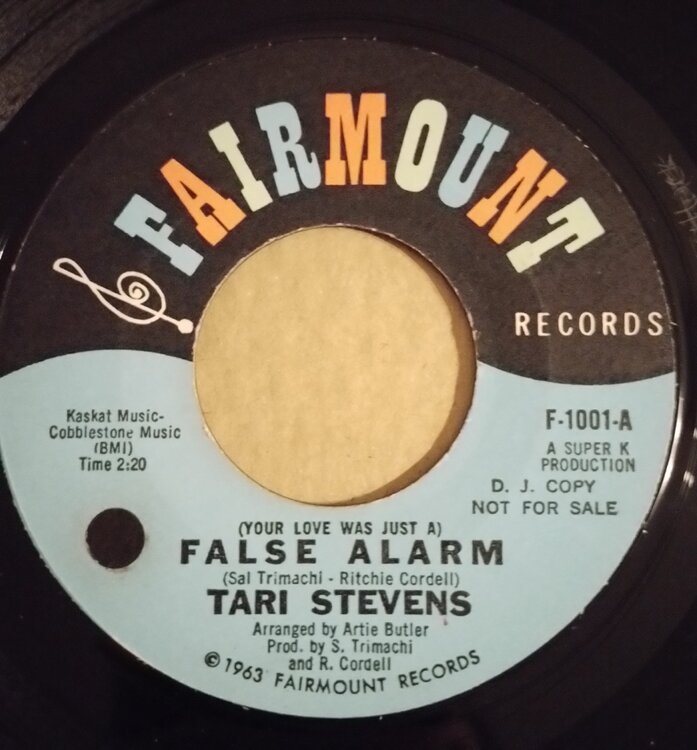 FAIRMOUNT
RECORDS
Kaskat Music-
Cobblestone Music
(BMI)
Time 2:20
F-1001-A
A SUPER K
PRODUCTION
D. J. COPY
NOT FOR SALE
(YOUR LOVE WAS JUST A)
FALSE ALARM
(Sal Trimachi - Ritchie Cordell)
TARI STEVENS
Arranged by Artie Butler
Prod. by S. Trimachi
and R. Cordell
©1963 FAIRMOUNT RECORDS